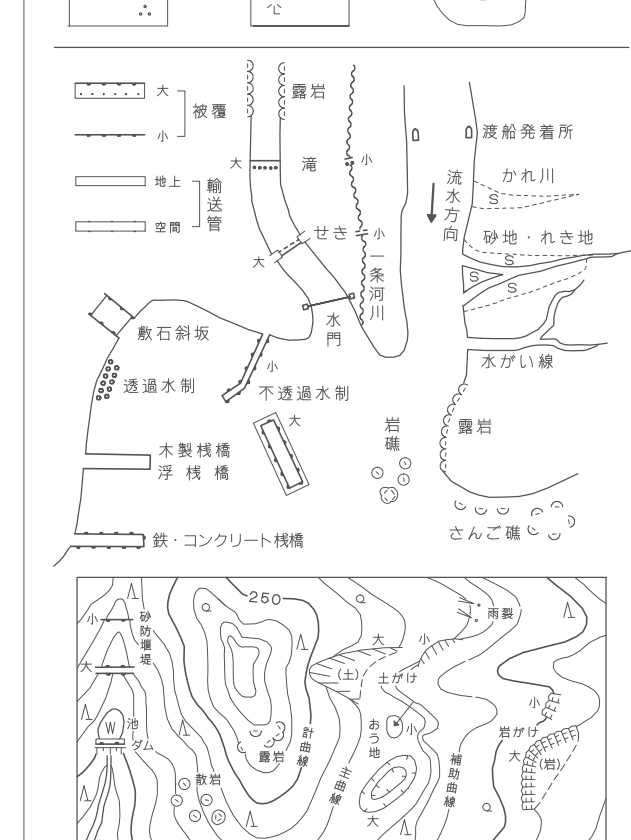 大
被覆
小
地上
輸送管
空間
露岩
大
滝
小
せき
小
大
一条河川
水門
渡船発着所
流水方向
かれ川
S
砂地・れき地
S
S
S
水がい線
敷石斜坂
透過水制
小
不透過水制
大
木製桟橋
浮桟橋
鉄・コンクリート桟橋
岩礁
露岩
さんご礁
小
砂防堰堤
大
W
池
ダム
250
露岩
散岩
計曲線
主曲線
大
小
(土)
土がけ
おう地
小
大
補助曲線
雨裂
小
岩がけ
大
(岩)